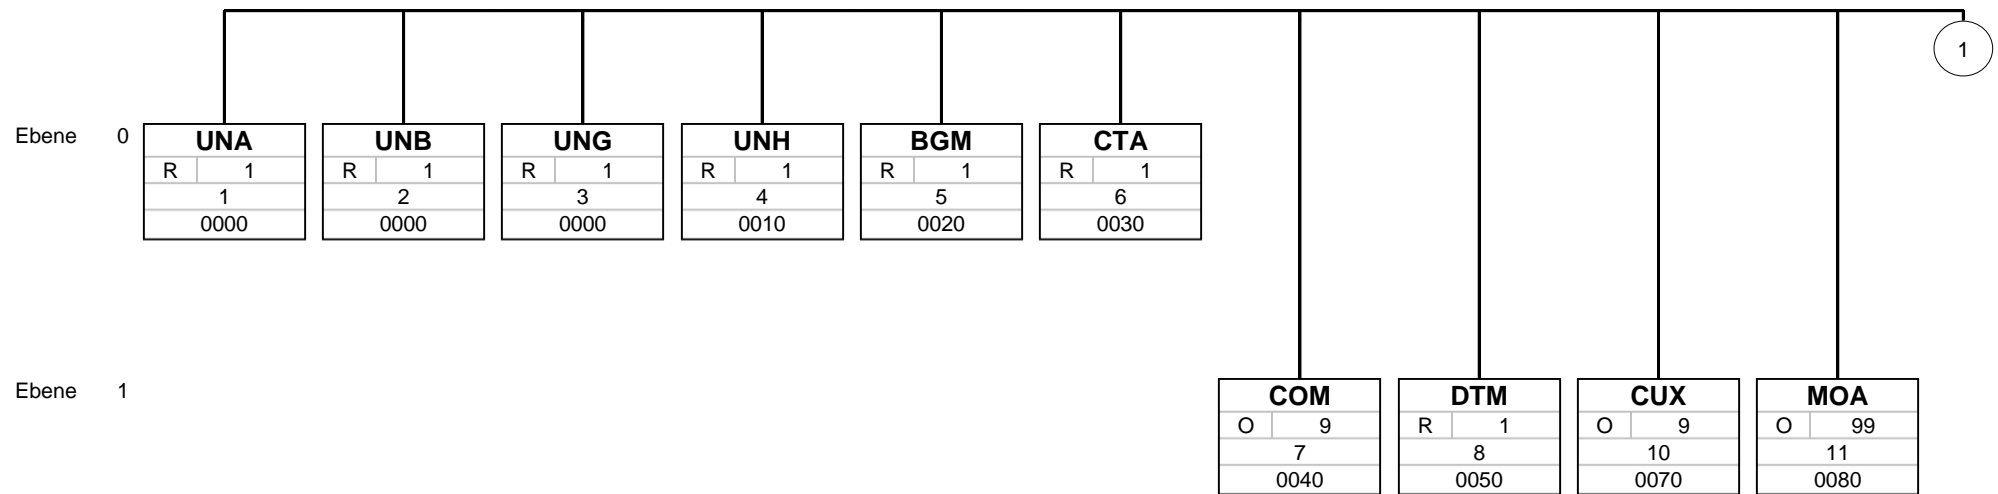 1
Ebene 0
UNA UNB UNG UNH BGM CTA
R 1 R 1 R 1 R 1 R 1 R 1
1 2 3 4 5 6
0000 0000 0000 0010 0020 0030
Ebene 1
COM DTM CUX MOA
O 9 R 1 O 9 O 99
7 8 10 11
0040 0050 0070 0080